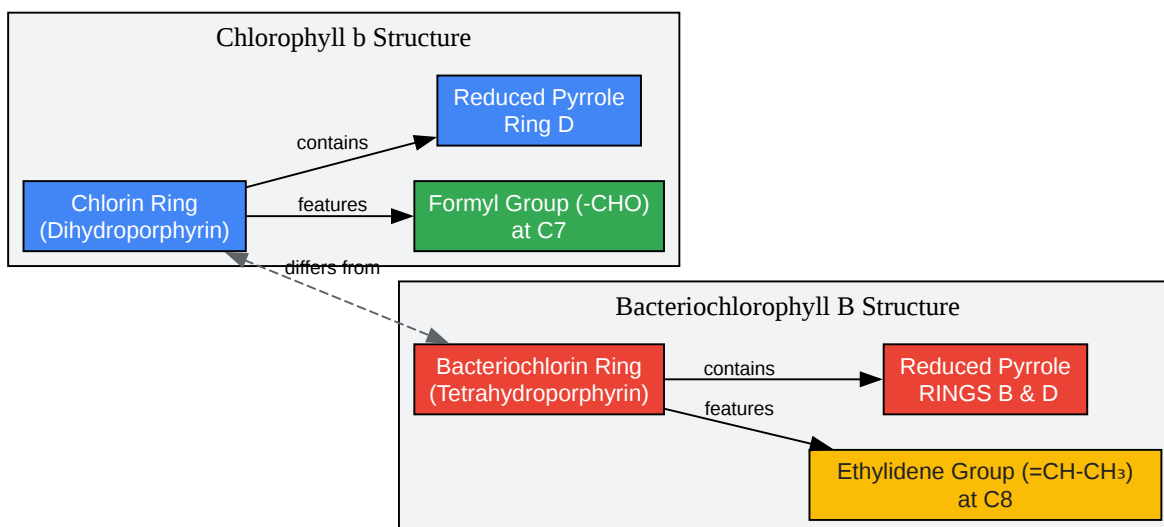 Chlorophyll b Structure
Reduced Pyrrole
Ring D
contains
Chlorin Ring
(Dihydroporphyrin)
features
Formyl Group (-CHO)
at C7
differs from
Bacteriochlorophyll B Structure
Bacteriochlorin Ring
(Tetrahydroporphyrin)
contains
Reduced Pyrrole
RINGS B & D
features
Ethylidene Group (=CH-CH₃)
at C8